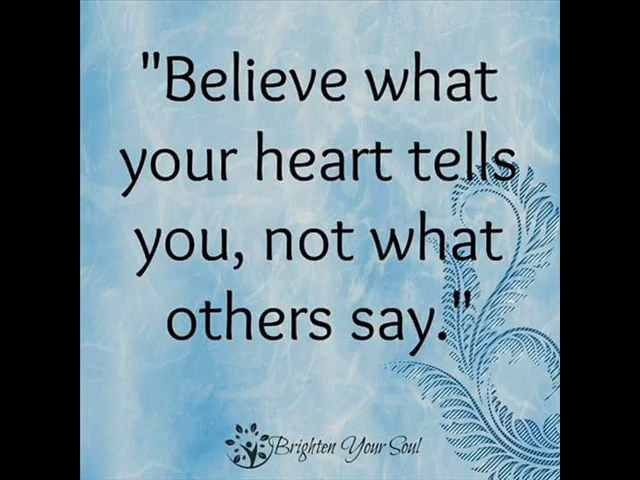 "Believe what
your heart tells
you, not what
others say."
Brighten Your Soul